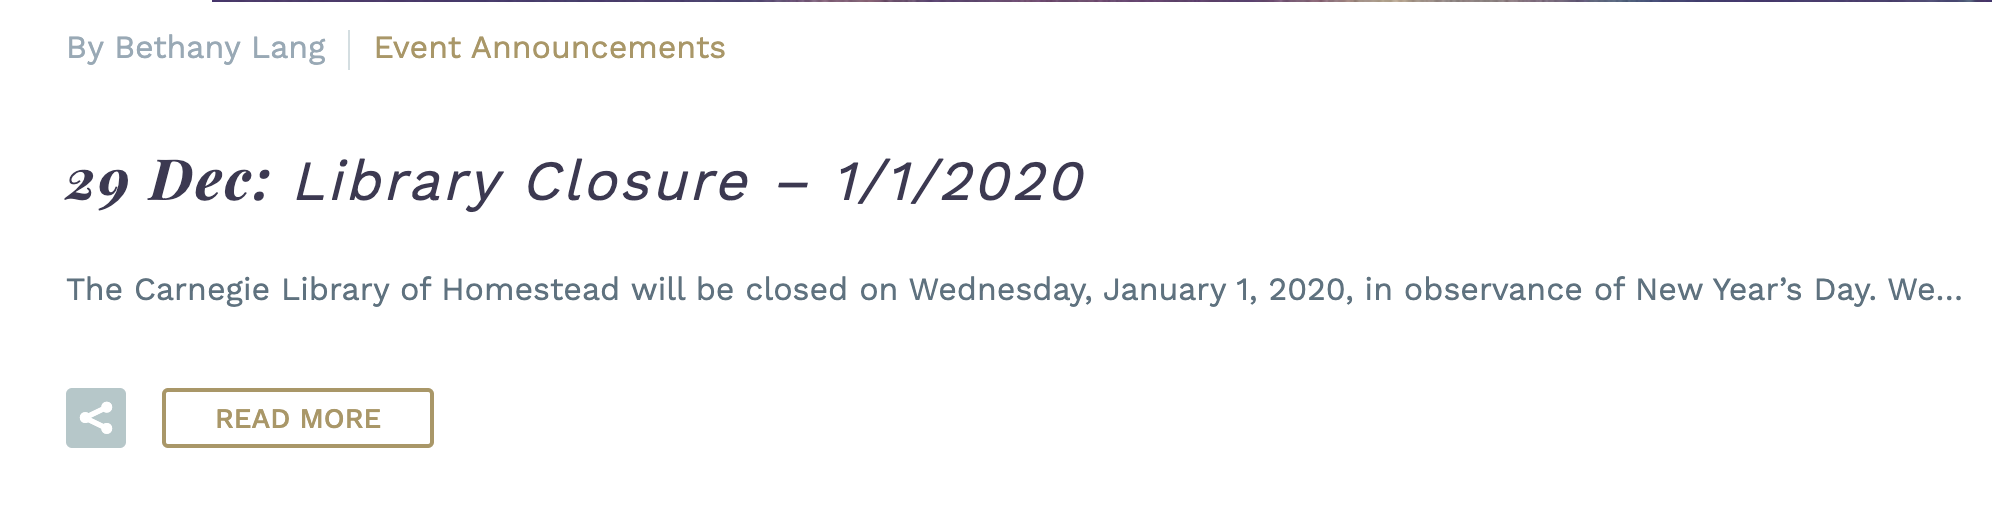 By Bethany Lang | Event Announcements
29 Dec: Library Closure – 1/1/2020
The Carnegie Library of Homestead will be closed on Wednesday, January 1, 2020, in observance of New Year’s Day. We...
READ MORE